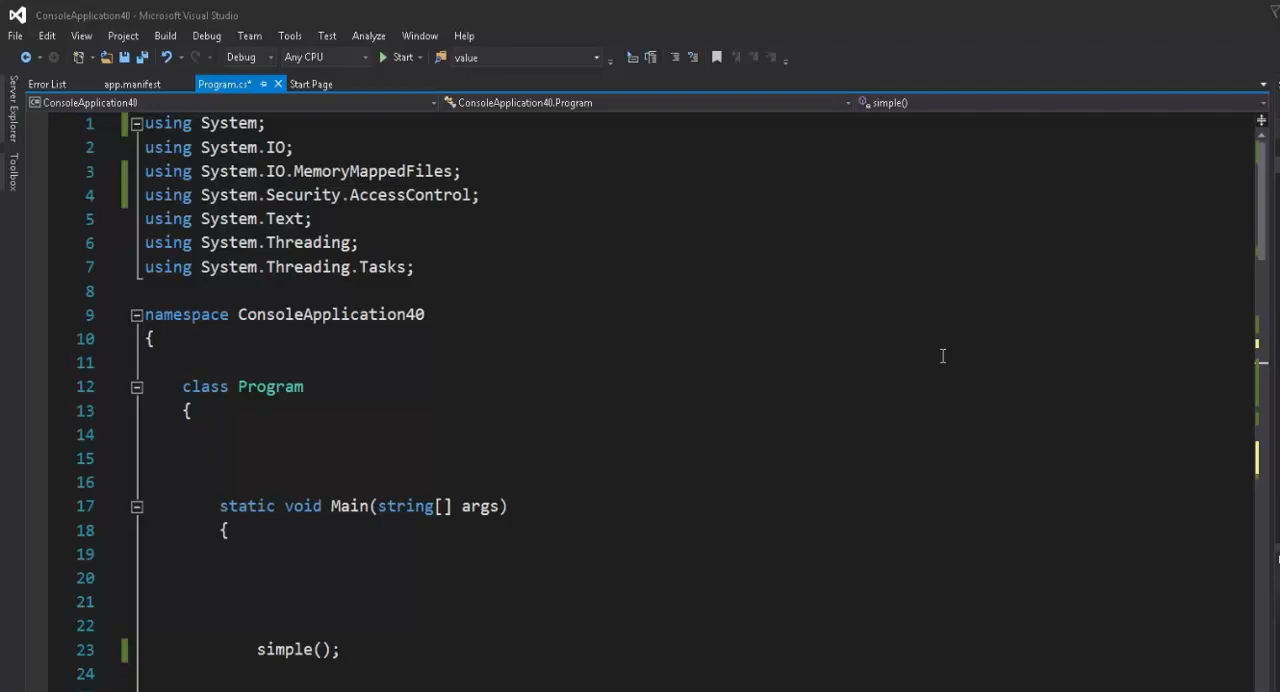 ConsoleApplication40 - Microsoft Visual Studio
File Edit View Project Build Debug Team Tools Test Analyze Window Help
Debug Any CPU Start value
Error List app.manifest Program.cs* Start Page
ConsoleApplication40 ConsoleApplication40.Program simple()
Server Explorer
Toolbox
1 using System;
2 using System.IO;
3 using System.IO.MemoryMappedFiles;
4 using System.Security.AccessControl;
5 using System.Text;
6 using System.Threading;
7 using System.Threading.Tasks;
8
9 namespace ConsoleApplication40
10 {
11
12 class Program
13 {
14
15
16
17 static void Main(string[] args)
18 {
19
20
21
22
23 simple();
24